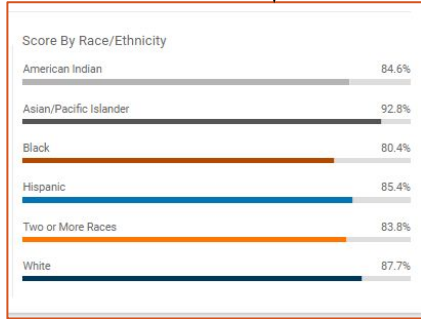 Score By Race/Ethnicity
American Indian 84.6%
Asian/Pacific Islander 92.8%
Black 80.4%
Hispanic 85.4%
Two or More Races 83.8%
White 87.7%